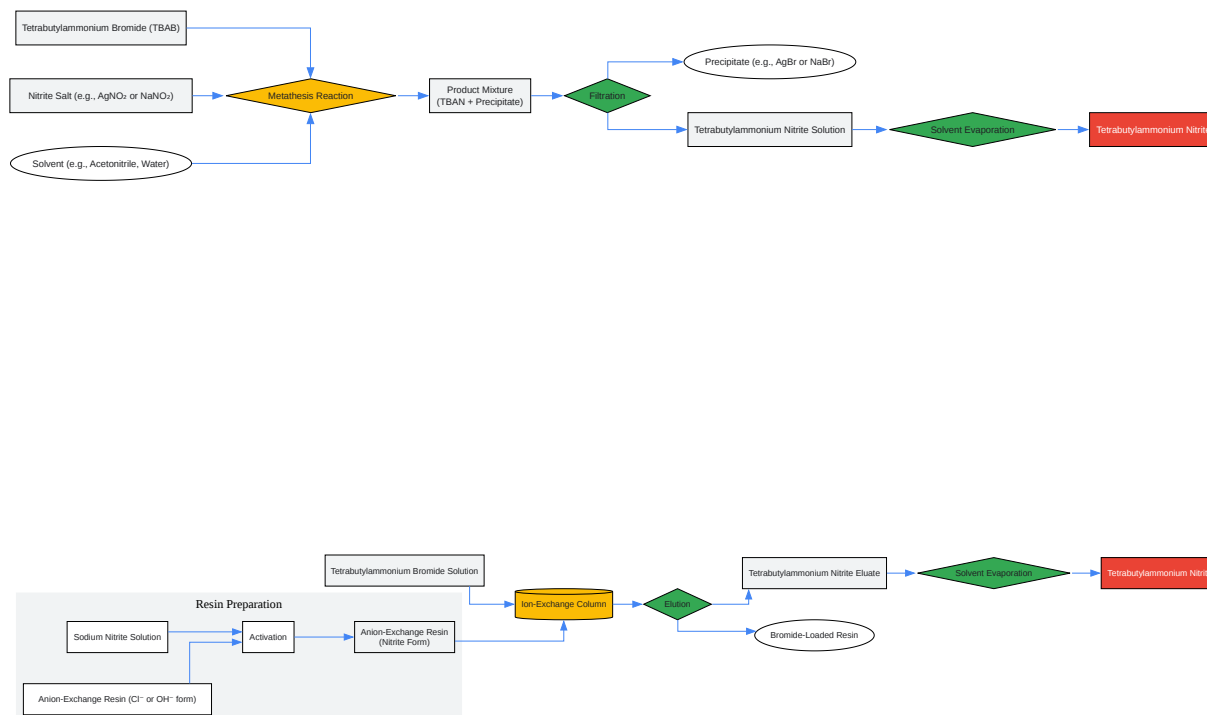 Tetrabutylammonium Bromide (TBAB)
Nitrite Salt (e.g., AgNO₂ or NaNO₂)
Solvent (e.g., Acetonitrile, Water)
Metathesis Reaction
Product Mixture
(TBAN + Precipitate)
Filtration
Precipitate (e.g., AgBr or NaBr)
Tetrabutylammonium Nitrite Solution
Solvent Evaporation
Tetrabutylammonium Nitrite
Tetrabutylammonium Bromide Solution
Resin Preparation
Sodium Nitrite Solution
Activation
Anion-Exchange Resin
(Nitrite Form)
Anion-Exchange Resin (Cl⁻ or OH⁻ form)
Ion-Exchange Column
Elution
Tetrabutylammonium Nitrite Eluate
Bromide-Loaded Resin
Solvent Evaporation
Tetrabutylammonium Nitrit